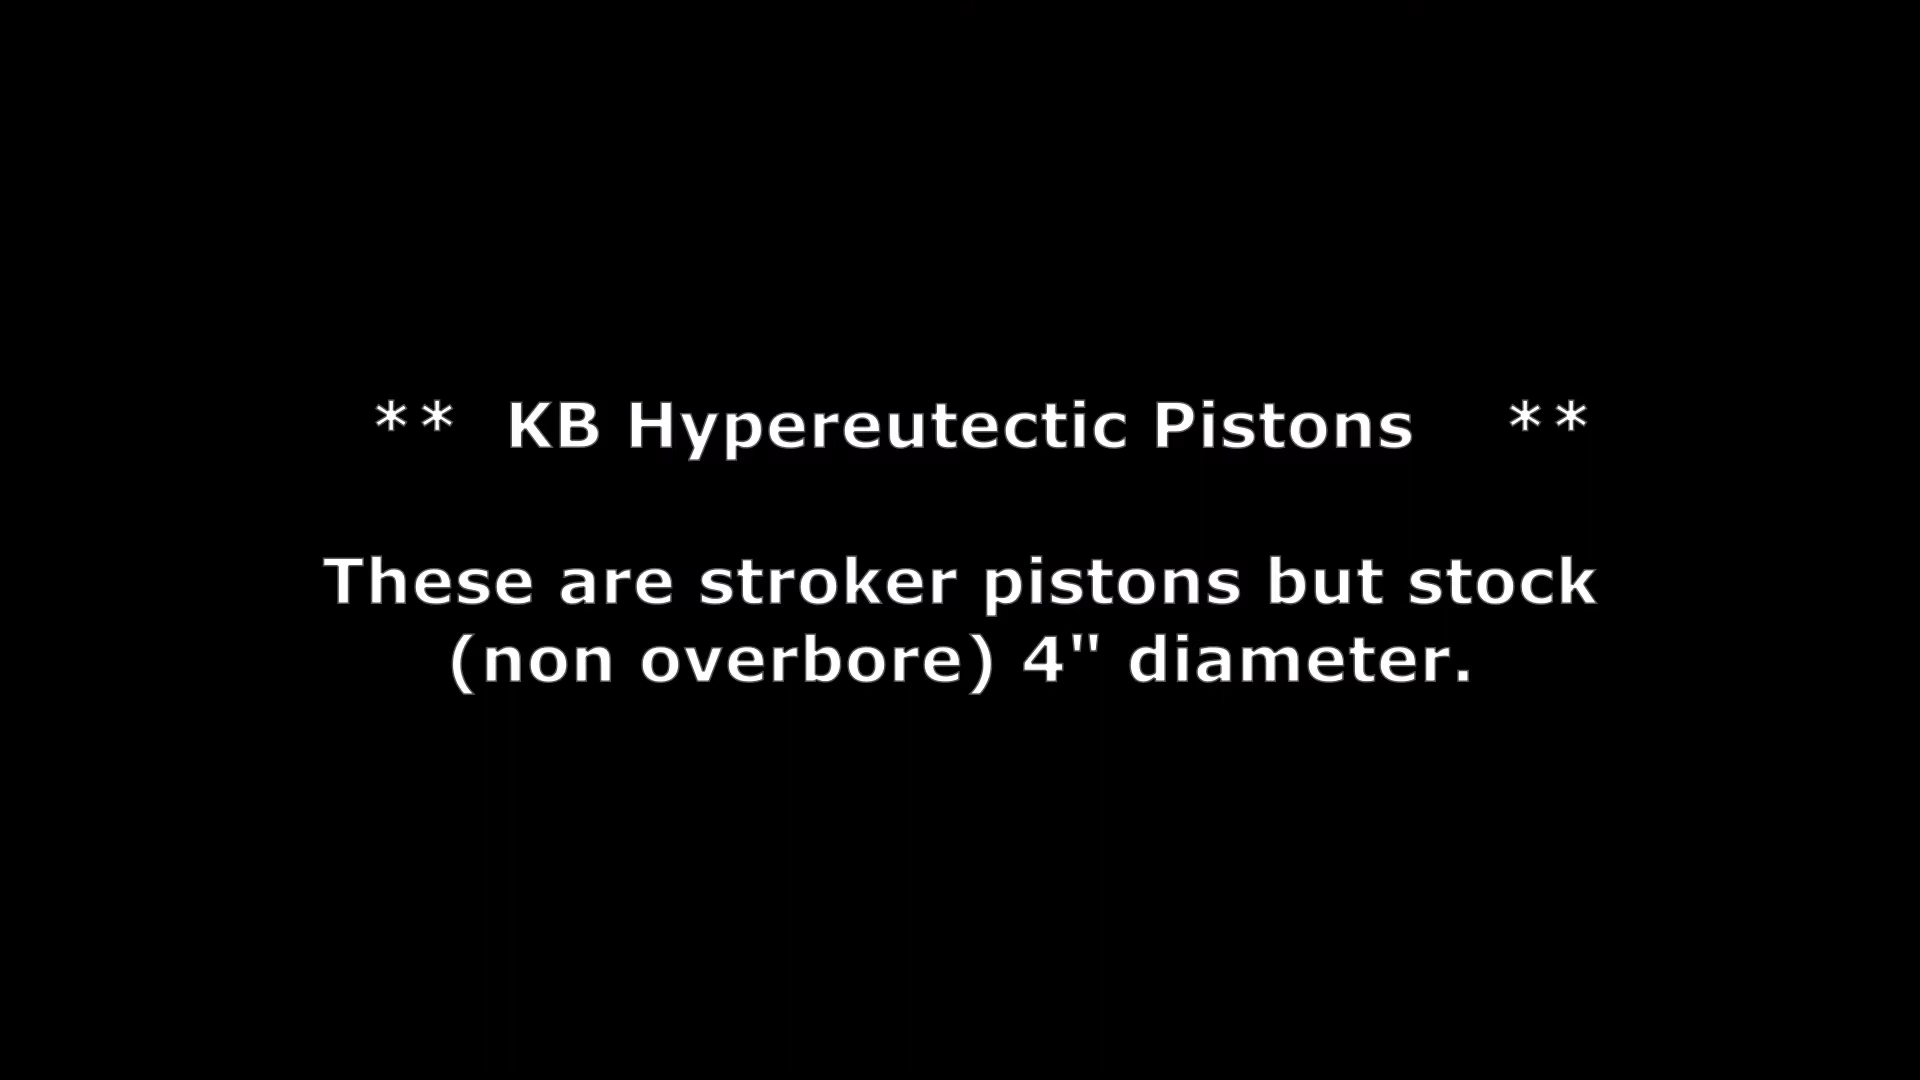 ** KB Hypereutectic Pistons **
These are stroker pistons but stock
(non overbore) 4" diameter.